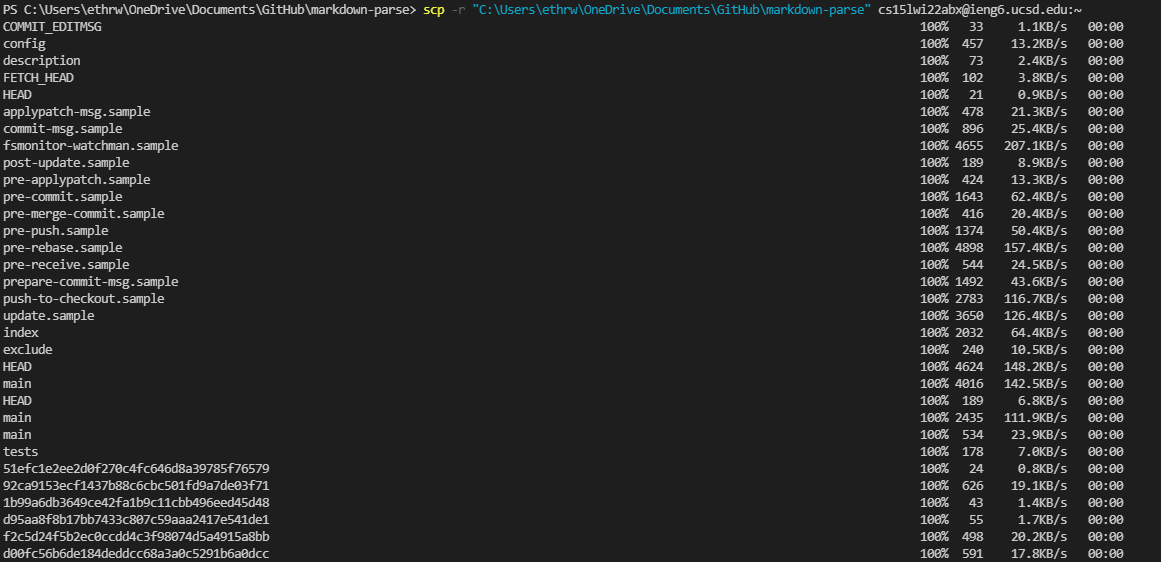 PS C:\Users\ethrw\OneDrive\Documents\GitHub\markdown-parse> scp -r "C:\Users\ethrw\OneDrive\Documents\GitHub\markdown-parse" cs15lwi22abx@ieng6.ucsd.edu:~
COMMIT_EDITMSG 100% 33 1.1KB/s 00:00
config 100% 457 13.2KB/s 00:00
description 100% 73 2.4KB/s 00:00
FETCH_HEAD 100% 102 3.8KB/s 00:00
HEAD 100% 21 0.9KB/s 00:00
applypatch-msg.sample 100% 478 21.3KB/s 00:00
commit-msg.sample 100% 896 25.4KB/s 00:00
fsmonitor-watchman.sample 100% 4655 207.1KB/s 00:00
post-update.sample 100% 189 8.9KB/s 00:00
pre-applypatch.sample 100% 424 13.3KB/s 00:00
pre-commit.sample 100% 1643 62.4KB/s 00:00
pre-merge-commit.sample 100% 416 20.4KB/s 00:00
pre-push.sample 100% 1374 50.4KB/s 00:00
pre-rebase.sample 100% 4898 157.4KB/s 00:00
pre-receive.sample 100% 544 24.5KB/s 00:00
prepare-commit-msg.sample 100% 1492 43.6KB/s 00:00
push-to-checkout.sample 100% 2783 116.7KB/s 00:00
update.sample 100% 3650 126.4KB/s 00:00
index 100% 2032 64.4KB/s 00:00
exclude 100% 240 10.5KB/s 00:00
HEAD 100% 4624 148.2KB/s 00:00
main 100% 4016 142.5KB/s 00:00
HEAD 100% 189 6.8KB/s 00:00
main 100% 2435 111.9KB/s 00:00
main 100% 534 23.9KB/s 00:00
tests 100% 178 7.0KB/s 00:00
51efc1e2ee2d0f270c4fc646d8a39785f76579 100% 24 0.8KB/s 00:00
92ca9153ecf1437b88c6cbc501fd9a7de03f71 100% 626 19.1KB/s 00:00
1b99a6db3649ce42fa1b9c11cbb496eed45d48 100% 43 1.4KB/s 00:00
d95aa8f8b17bb7433c807c59aaa2417e541de1 100% 55 1.7KB/s 00:00
f2c5d24f5b2ec0ccdd4c3f98074d5a4915a8bb 100% 498 20.2KB/s 00:00
d00fc56b6de184deddcc68a3a0c5291b6a0dcc 100% 591 17.8KB/s 00:00